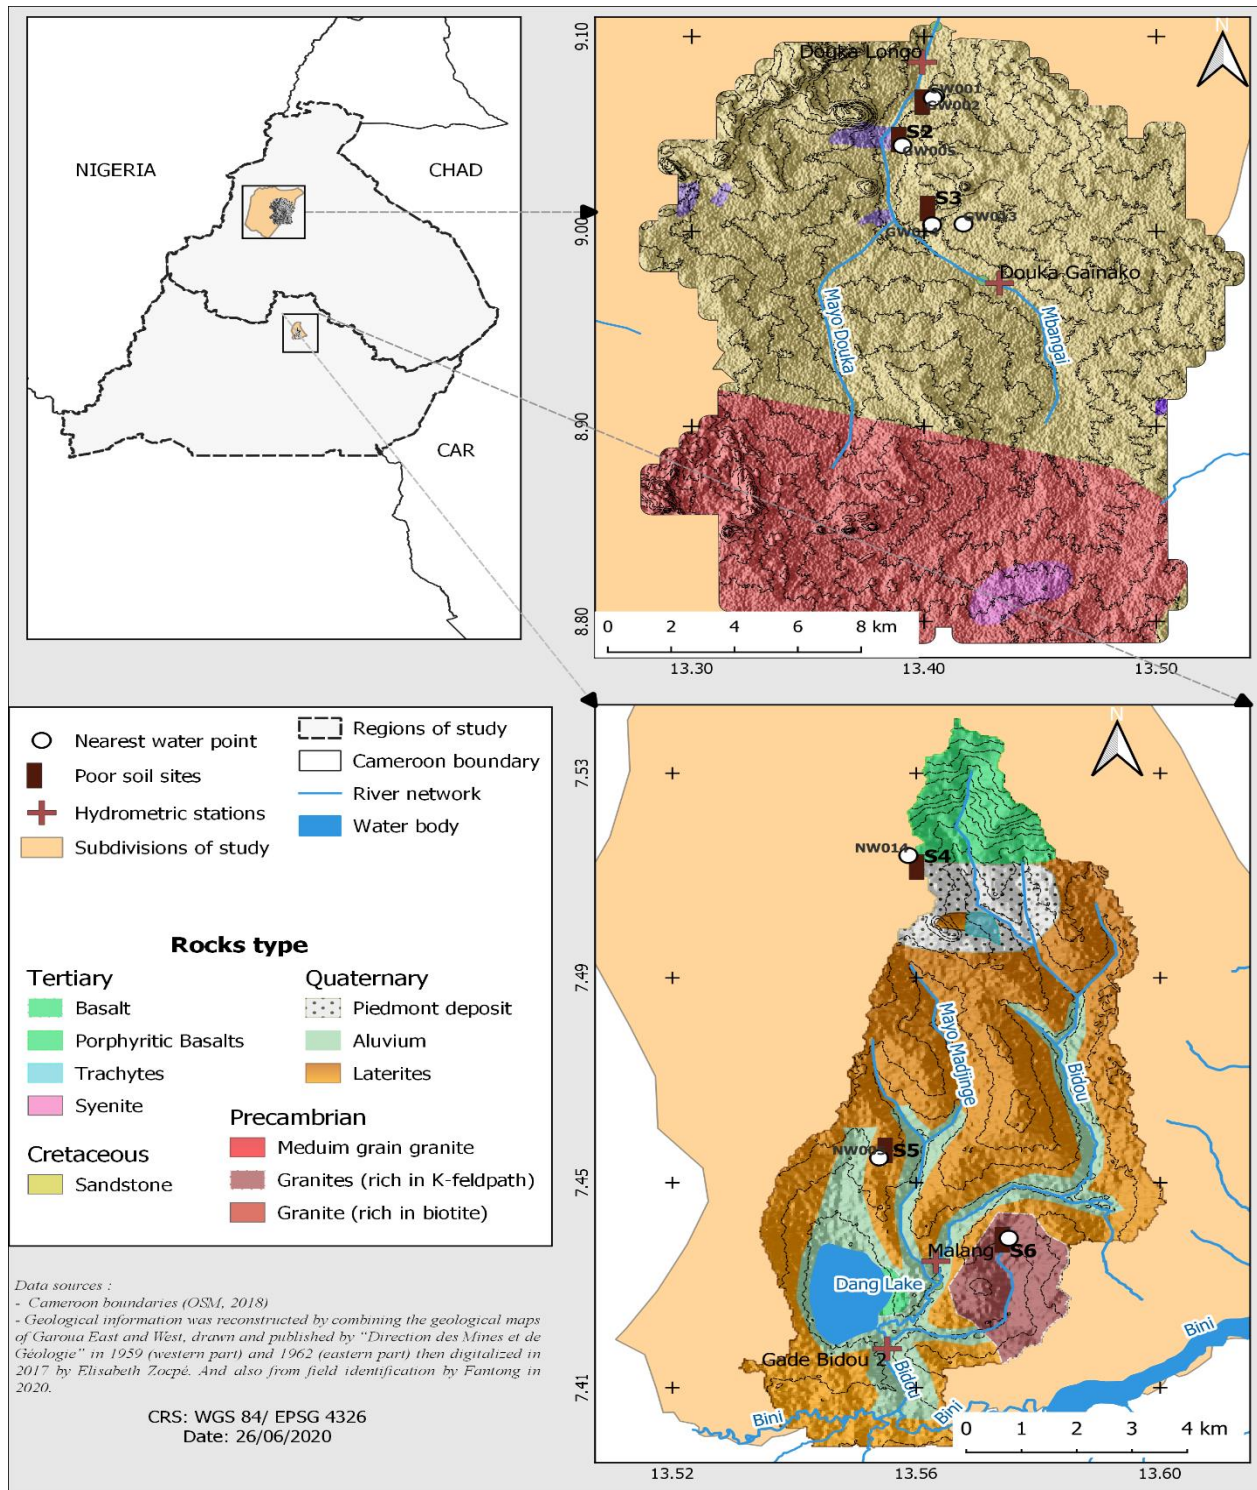 NIGERIA
CHAD
CAR
N
9.10
9.00
8.90
8.80
Douka Longo
GW001
GW002
S2
GW005
S3
GW013
GW014
Douka Gainako
Mayo Douka
Mbangai
0 2 4 6 8 km
13.30 13.40 13.50
Nearest water point
Poor soil sites
Hydrometric stations
Subdivisions of study
Regions of study
Cameroon boundary
River network
Water body
Rocks type
Tertiary
Basalt
Porphyritic Basalts
Trachytes
Syenite
Cretaceous
Sandstone
Quaternary
Piedmont deposit
Aluvium
Laterites
Precambrian
Meduim grain granite
Granites (rich in K-feldpath)
Granite (rich in biotite)
Data sources :
- Cameroon boundaries (OSM, 2018)
- Geological information was reconstructed by combining the geological maps
of Garoua East and West, drawn and published by "Direction des Mines et de
Géologie" in 1959 (western part) and 1962 (eastern part) then digitalized in
2017 by Elisabeth Zocpé. And also from field identification by Fantong in
2020.
CRS: WGS 84/ EPSG 4326
Date: 26/06/2020
N
7.53
7.49
7.45
7.41
NW014
S4
Mayo Madjinge
Bidou
S5
Malang
S6
Dang Lake
Gade Bidou 2
Bidou
Bini
Bini
Bini
0 1 2 3 4 km
13.52 13.56 13.60